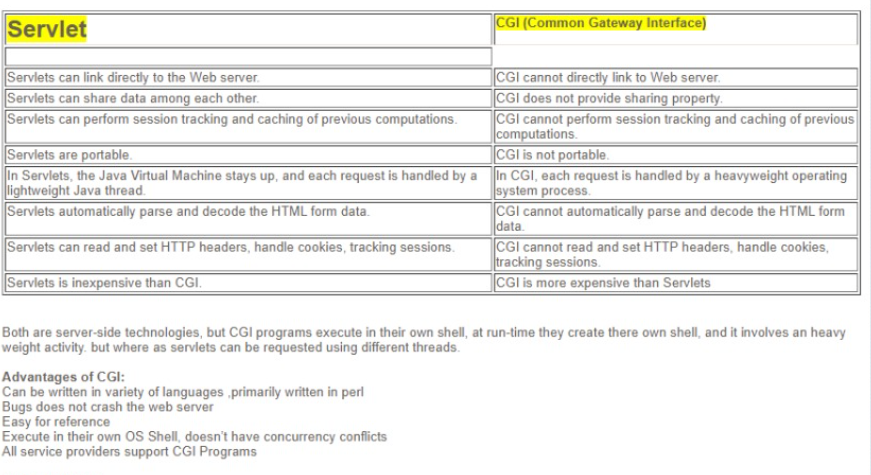 Servlet
CGI (Common Gateway Interface)
Servlets can link directly to the Web server.
CGI cannot directly link to Web server.
Servlets can share data among each other.
CGI does not provide sharing property.
Servlets can perform session tracking and caching of previous computations.
CGI cannot perform session tracking and caching of previous
computations.
Servlets are portable.
CGI is not portable.
In Servlets, the Java Virtual Machine stays up, and each request is handled by a
lightweight Java thread.
In CGI, each request is handled by a heavyweight operating
system process.
Servlets automatically parse and decode the HTML form data.
CGI cannot automatically parse and decode the HTML form
data.
Servlets can read and set HTTP headers, handle cookies, tracking sessions.
CGI cannot read and set HTTP headers, handle cookies,
tracking sessions.
Servlets is inexpensive than CGI.
CGI is more expensive than Servlets
Both are server-side technologies, but CGI programs execute in their own shell, at run-time they create there own shell, and it involves an heavy
weight activity. but where as servlets can be requested using different threads.
Advantages of CGI:
Can be written in variety of languages ,primarily written in perl
Bugs does not crash the web server
Easy for reference
Execute in their own OS Shell, doesn't have concurrency conflicts
All service providers support CGI Programs